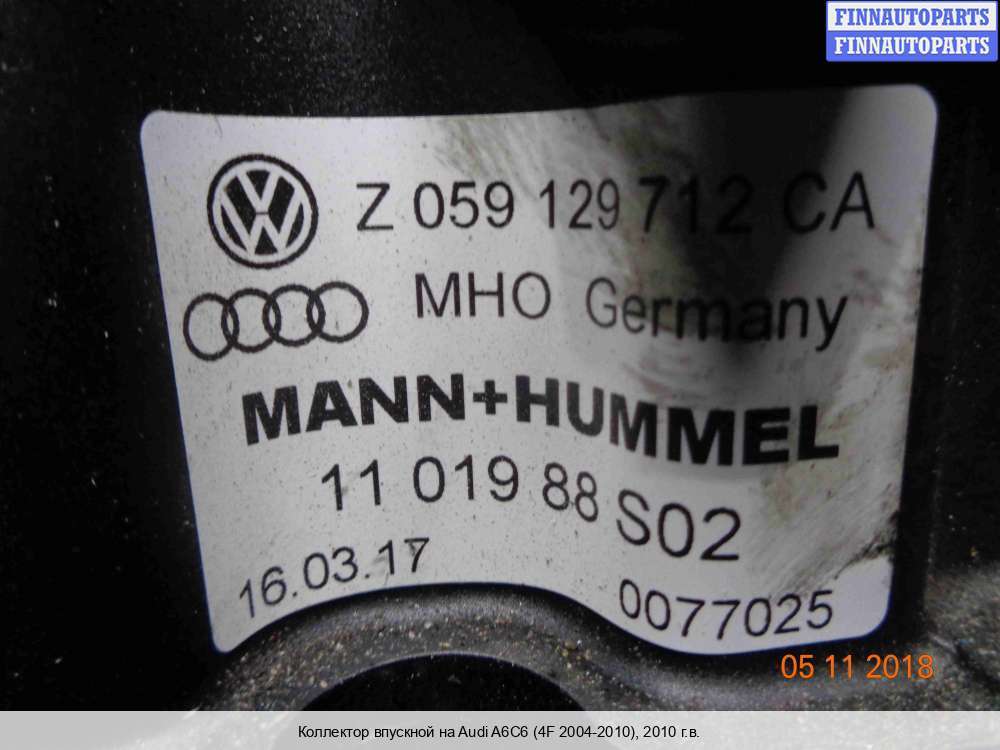 FINNAUTOPARTS
FINNAUTOPARTS
Z 059 129 712 CA
MHO Germany
MANN+HUMMEL
11 019 88 S02
16.03.17 0077025
05 11 2018
Коллектор впускной на Audi A6C6 (4F 2004-2010), 2010 г.в.